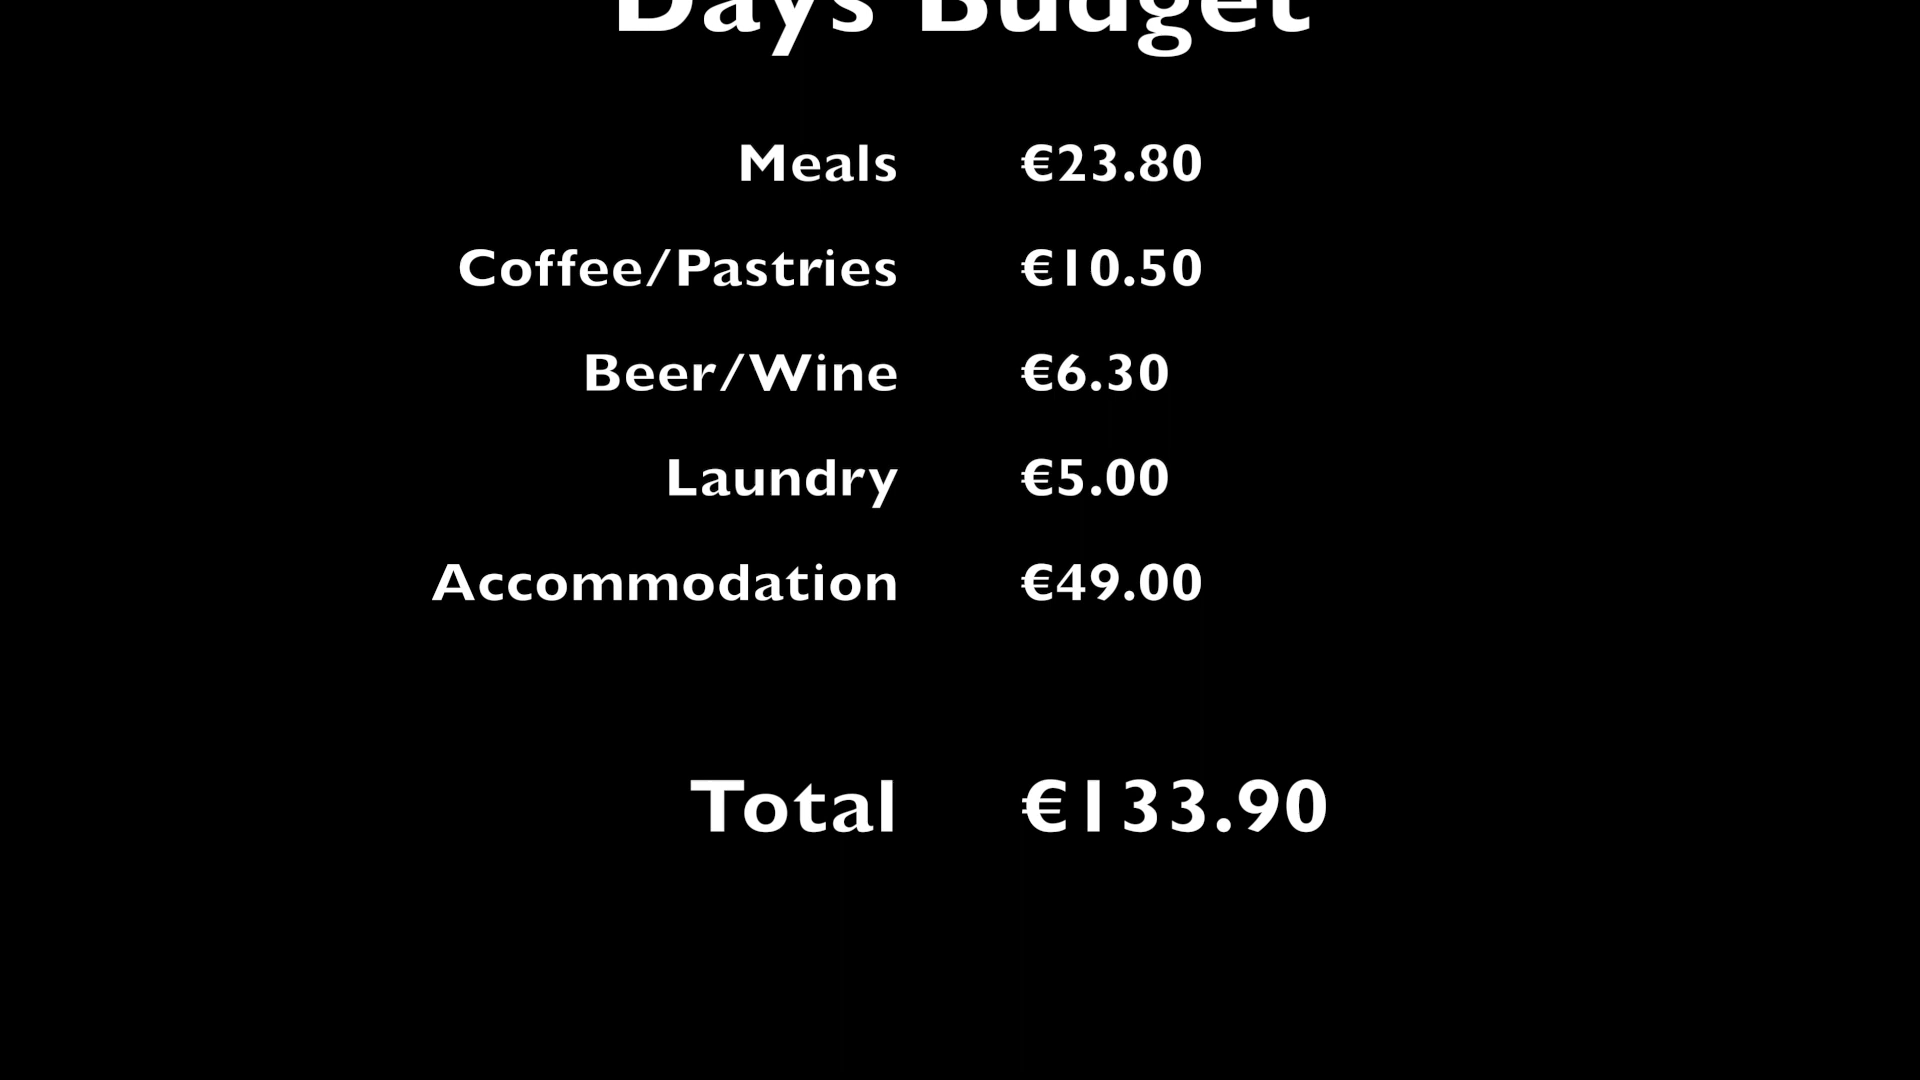 Days Budget
Meals €23.80
Coffee/Pastries €10.50
Beer/Wine €6.30
Laundry €5.00
Accommodation €49.00
Total €133.90